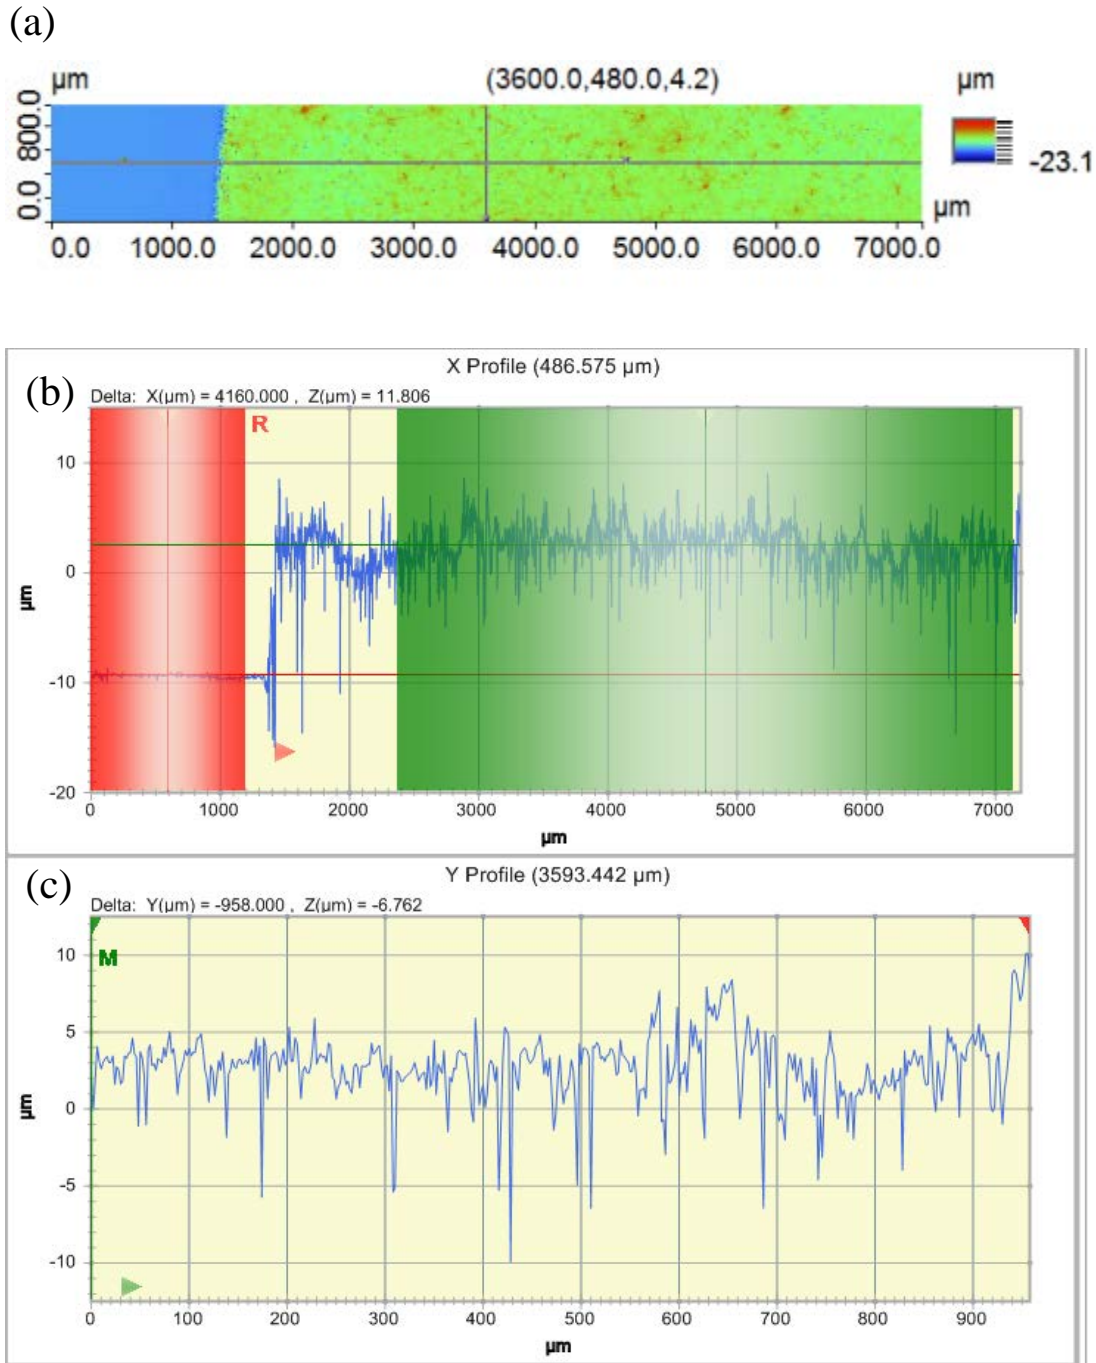 (a)
µm (3600.0,480.0,4.2) µm
800.0
0.0
-23.1
µm
0.0 1000.0 2000.0 3000.0 4000.0 5000.0 6000.0 7000.0
X Profile (486.575 µm)
(b)
Delta: X(µm) = 4160.000 , Z(µm) = 11.806
R
10
0
-10
-20
µm
0 1000 2000 3000 4000 5000 6000 7000
µm
Y Profile (3593.442 µm)
(c)
Delta: Y(µm) = -958.000 , Z(µm) = -6.762
M
10
5
0
-5
-10
µm
0 100 200 300 400 500 600 700 800 900
µm